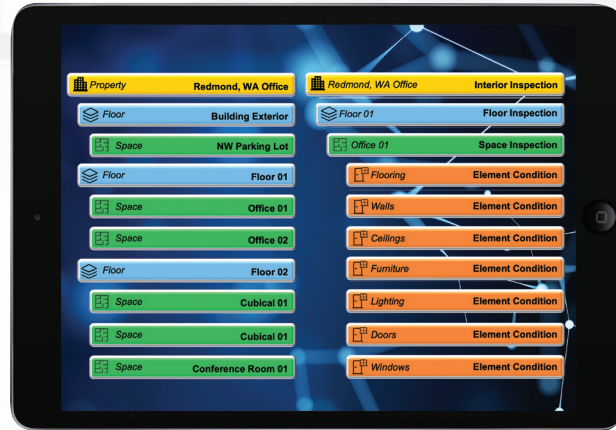 Property Redmond, WA Office
Floor Building Exterior
Space NW Parking Lot
Floor Floor 01
Space Office 01
Space Office 02
Floor Floor 02
Space Cubical 01
Space Cubical 01
Space Conference Room 01
Redmond, WA Office Interior Inspection
Floor 01 Floor Inspection
Office 01 Space Inspection
Flooring Element Condition
Walls Element Condition
Ceilings Element Condition
Furniture Element Condition
Lighting Element Condition
Doors Element Condition
Windows Element Condition